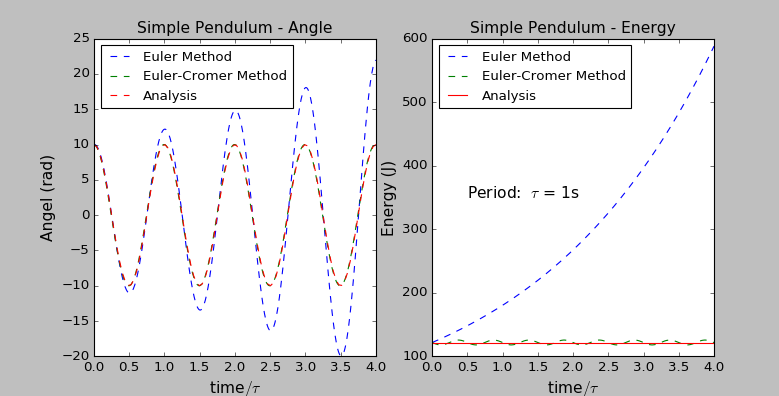 Simple Pendulum - Angle
Euler Method
Euler-Cromer Method
Analysis
Angel (rad)
25
20
15
10
5
0
−5
−10
−15
−20
0.0 0.5 1.0 1.5 2.0 2.5 3.0 3.5 4.0
time/τ
Simple Pendulum - Energy
Euler Method
Euler-Cromer Method
Analysis
Period: τ = 1s
Energy (J)
600
500
400
300
200
100
0.0 0.5 1.0 1.5 2.0 2.5 3.0 3.5 4.0
time/τ